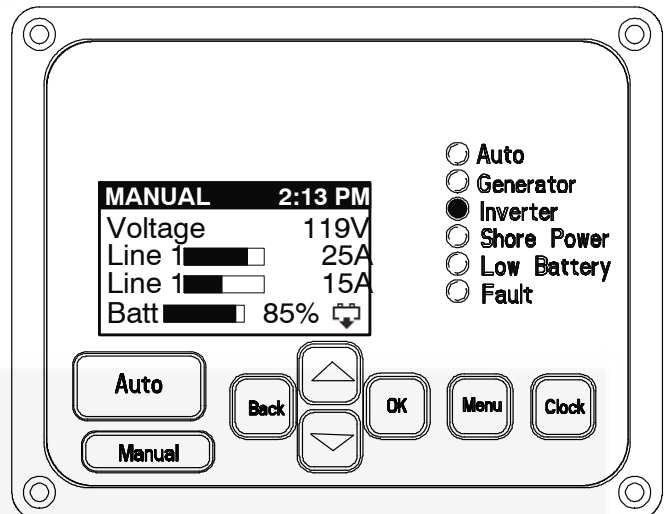 MANUAL 2:13 PM
Voltage 119V
Line 1 25A
Line 1 15A
Batt 85%
Auto
Generator
Inverter
Shore Power
Low Battery
Fault
Auto
Manual
Back
OK
Menu
Clock